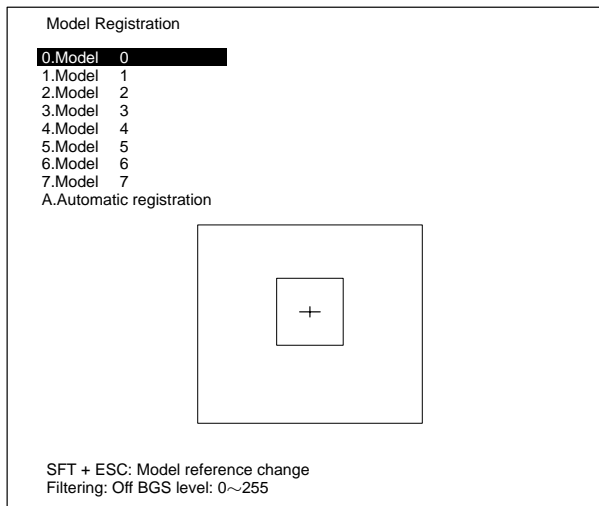 Model Registration
0.Model 0
1.Model 1
2.Model 2
3.Model 3
4.Model 4
5.Model 5
6.Model 6
7.Model 7
A.Automatic registration
SFT + ESC: Model reference change
Filtering: Off BGS level: 0～255